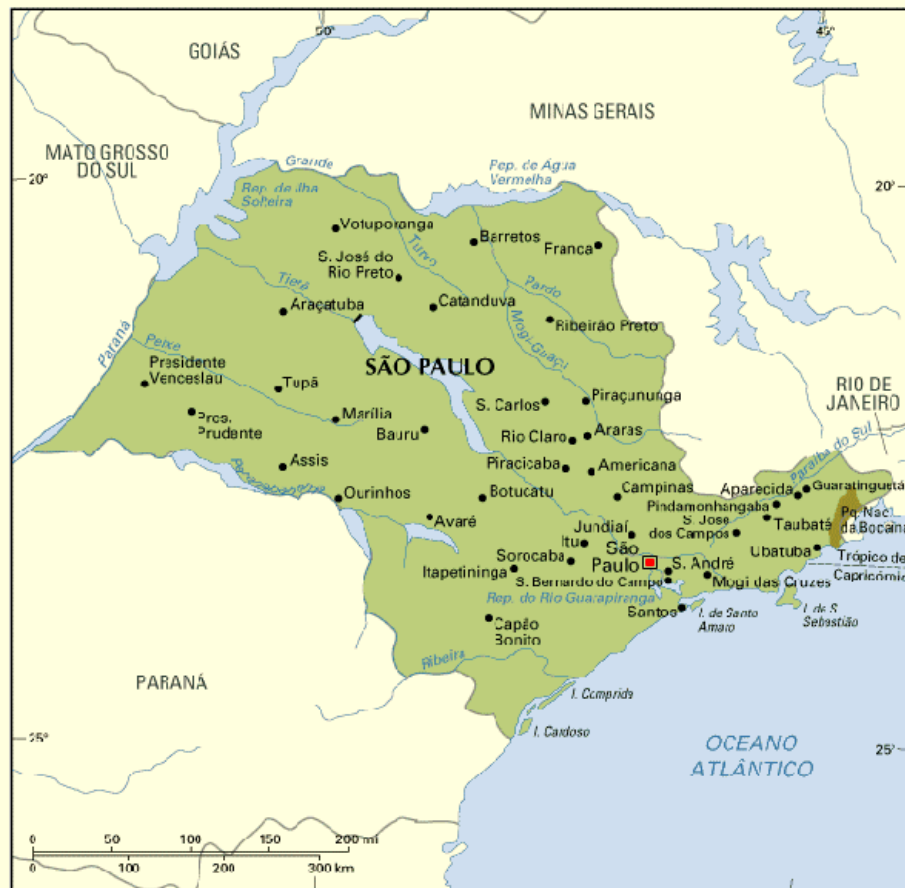 50°
45°
GOIÁS
MINAS GERAIS
MATO GROSSO
DO SUL
20°
20°
Grande
Rep. de Água
Vermelha
Rep. de Ilha
Solteira
Votuporanga
Barretos
Franca
Turvo
S. José do
Rio Preto
Tietê
Pardo
Araçatuba
Catanduva
Ribeirão Preto
Mogi-Guaçú
Paraná
Peixe
SÃO PAULO
Presidente
Venceslau
Tupã
RIO DE
JANEIRO
S. Carlos
Piraçununga
Pres.
Prudente
Marília
Bauru
Rio Claro
Araras
Paraíba do Sul
Assis
Piracicaba
Americana
Paranapanema
Ourinhos
Botucatu
Campinas
Aparecida
Guaratinguetá
Pindamonhangaba
Avaré
Jundiaí
S. José
dos Campos
Taubaté
Pq. Nac.
da Bocaina
Itu
São
Paulo
Ubatuba
Sorocaba
S. André
Trópico de
Capricórnio
Itapetininga
S. Bernardo do Campo
Mogi das Cruzes
Rep. do Rio Guarapiranga
Santos
I. de Santo
Amaro
I. de S.
Sebastião
Capão
Bonito
Ribeira
PARANÁ
I. Comprida
I. Cardoso
25°
25°
OCEANO
ATLÂNTICO
0 50 100 150 200 mi
0 100 200 300 km